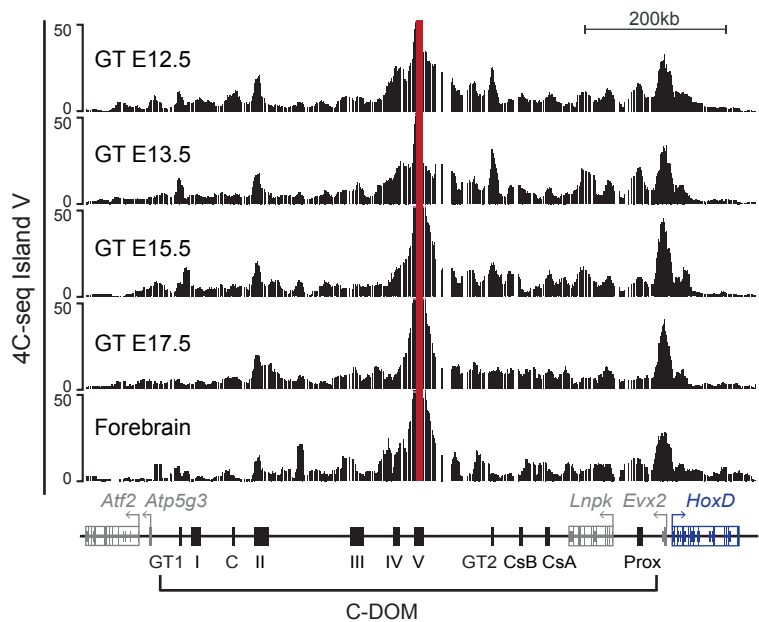 200kb
4C-seq Island V
50
0
GT E12.5
50
0
GT E13.5
50
0
GT E15.5
50
0
GT E17.5
50
0
Forebrain
Atf2 Atp5g3 Lnpk Evx2 HoxD
GT1 I C II III IV V GT2 CsB CsA Prox
C-DOM